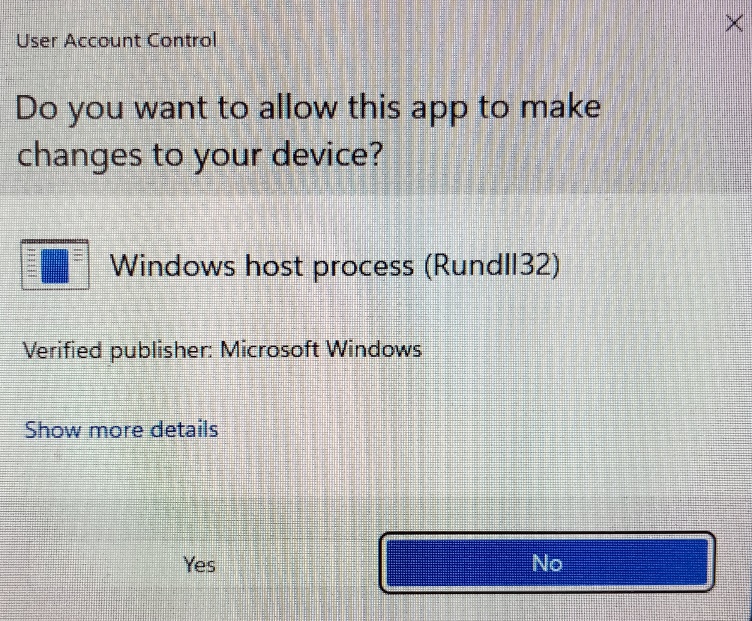 User Account Control
Do you want to allow this app to make
changes to your device?
Windows host process (Rundll32)
Verified publisher: Microsoft Windows
Show more details
Yes
No